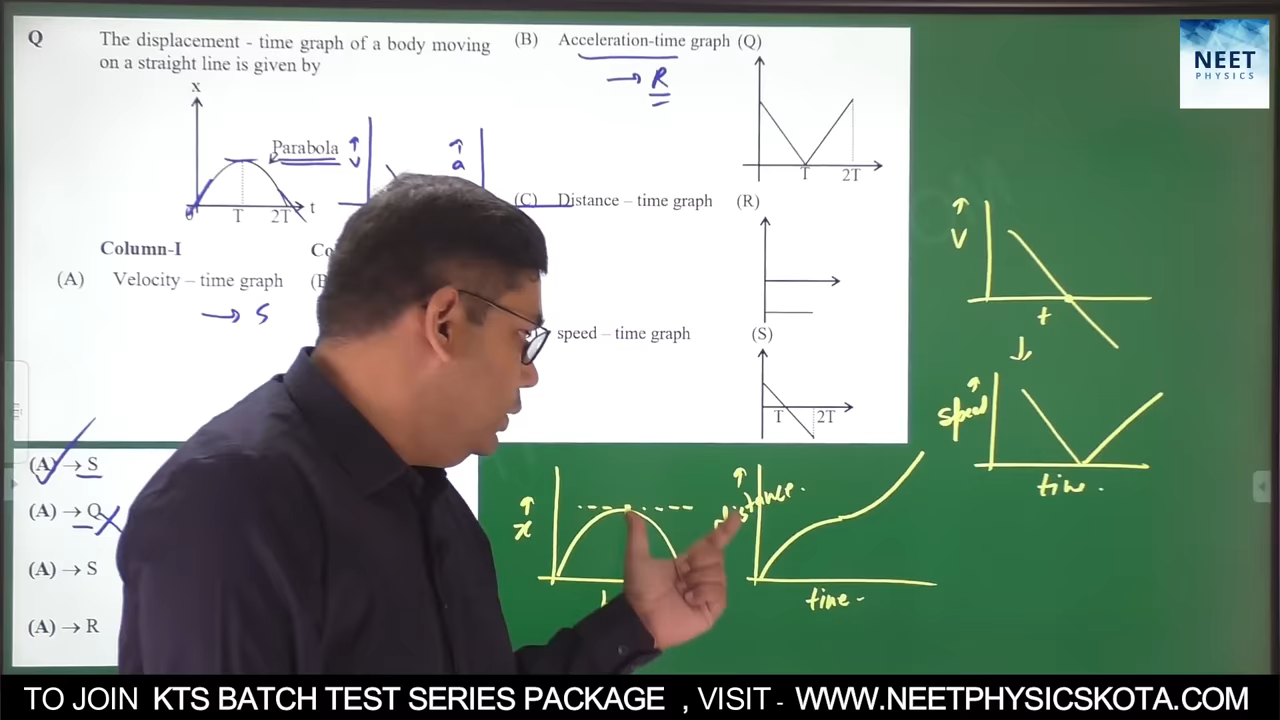 Q The displacement - time graph of a body moving
on a straight line is given by
x
Parabola
0 T 2T t
v
a
Column-I
Co
(A) Velocity – time graph
→ S
(B) Acceleration-time graph (Q)
→ R
T 2T
(C) Distance – time graph (R)
speed – time graph (S)
T 2T
(A) → S
(A) → Q
(A) → S
(A) → R
x
distance.
time.
V
t
speed
time.
NEET
PHYSICS
TO JOIN KTS BATCH TEST SERIES PACKAGE , VISIT - WWW.NEETPHYSICSKOTA.COM